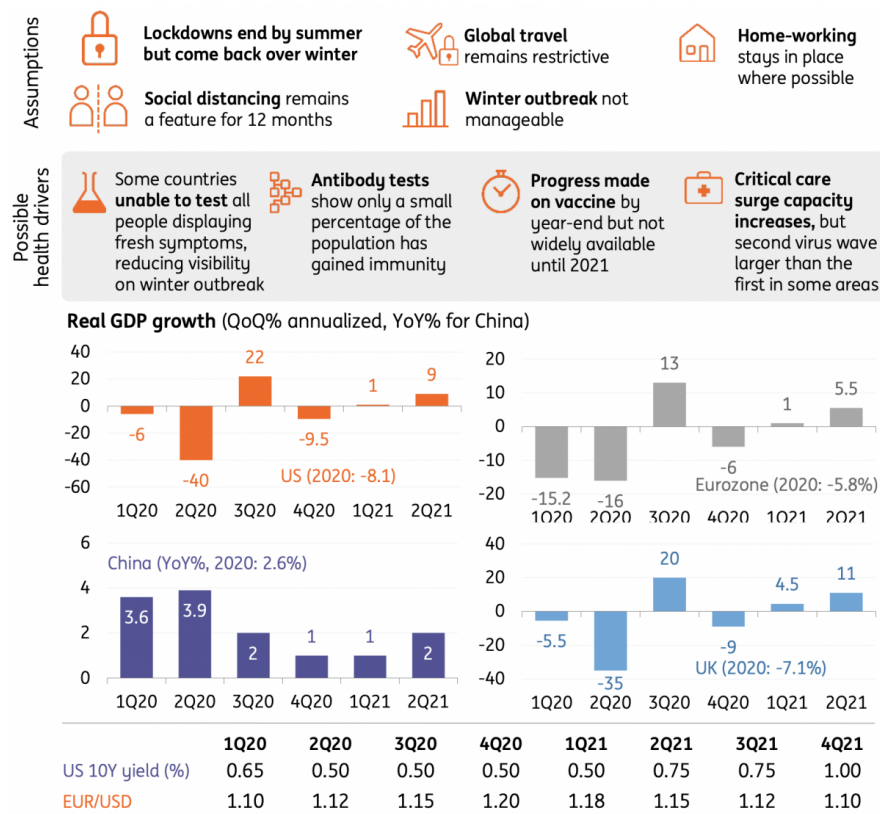 Assumptions
Lockdowns end by summer
but come back over winter
Global travel
remains restrictive
Home-working
stays in place
where possible
Social distancing remains
a feature for 12 months
Winter outbreak not
manageable
Possible
health drivers
Some countries
unable to test all
people displaying
fresh symptoms,
reducing visibility
on winter outbreak
Antibody tests
show only a small
percentage of the
population has
gained immunity
Progress made
on vaccine by
year-end but not
widely available
until 2021
Critical care
surge capacity
increases, but
second virus wave
larger than the
first in some areas
Real GDP growth (QoQ% annualized, YoY% for China)
40
20
0
-20
-40
-60
-6
-40
22
-9.5
1
9
US (2020: -8.1)
1Q20 2Q20 3Q20 4Q20 1Q21 2Q21
20
10
0
-10
-20
-15.2
-16
13
-6
1
5.5
Eurozone (2020: -5.8%)
1Q20 2Q20 3Q20 4Q20 1Q21 2Q21
6
4
2
0
China (YoY%, 2020: 2.6%)
3.6
3.9
2
1
1
2
1Q20 2Q20 3Q20 4Q20 1Q21 2Q21
40
20
0
-20
-40
-5.5
-35
20
-9
4.5
11
UK (2020: -7.1%)
1Q20 2Q20 3Q20 4Q20 1Q21 2Q21
1Q20 2Q20 3Q20 4Q20 1Q21 2Q21 3Q21 4Q21
US 10Y yield (%) 0.65 0.50 0.50 0.50 0.50 0.75 0.75 1.00
EUR/USD 1.10 1.12 1.15 1.20 1.18 1.15 1.12 1.10